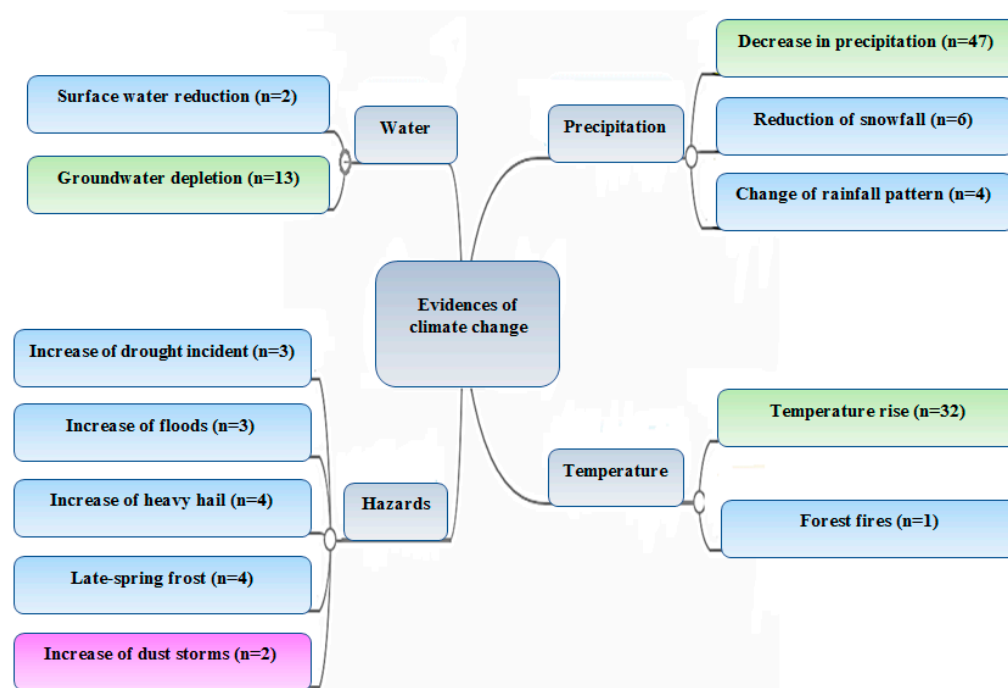 Decrease in precipitation (n=47)
Surface water reduction (n=2)
Water
Precipitation
Reduction of snowfall (n=6)
Groundwater depletion (n=13)
Change of rainfall pattern (n=4)
Evidences of
climate change
Increase of drought incident (n=3)
Temperature rise (n=32)
Increase of floods (n=3)
Temperature
Increase of heavy hail (n=4)
Hazards
Forest fires (n=1)
Late-spring frost (n=4)
Increase of dust storms (n=2)